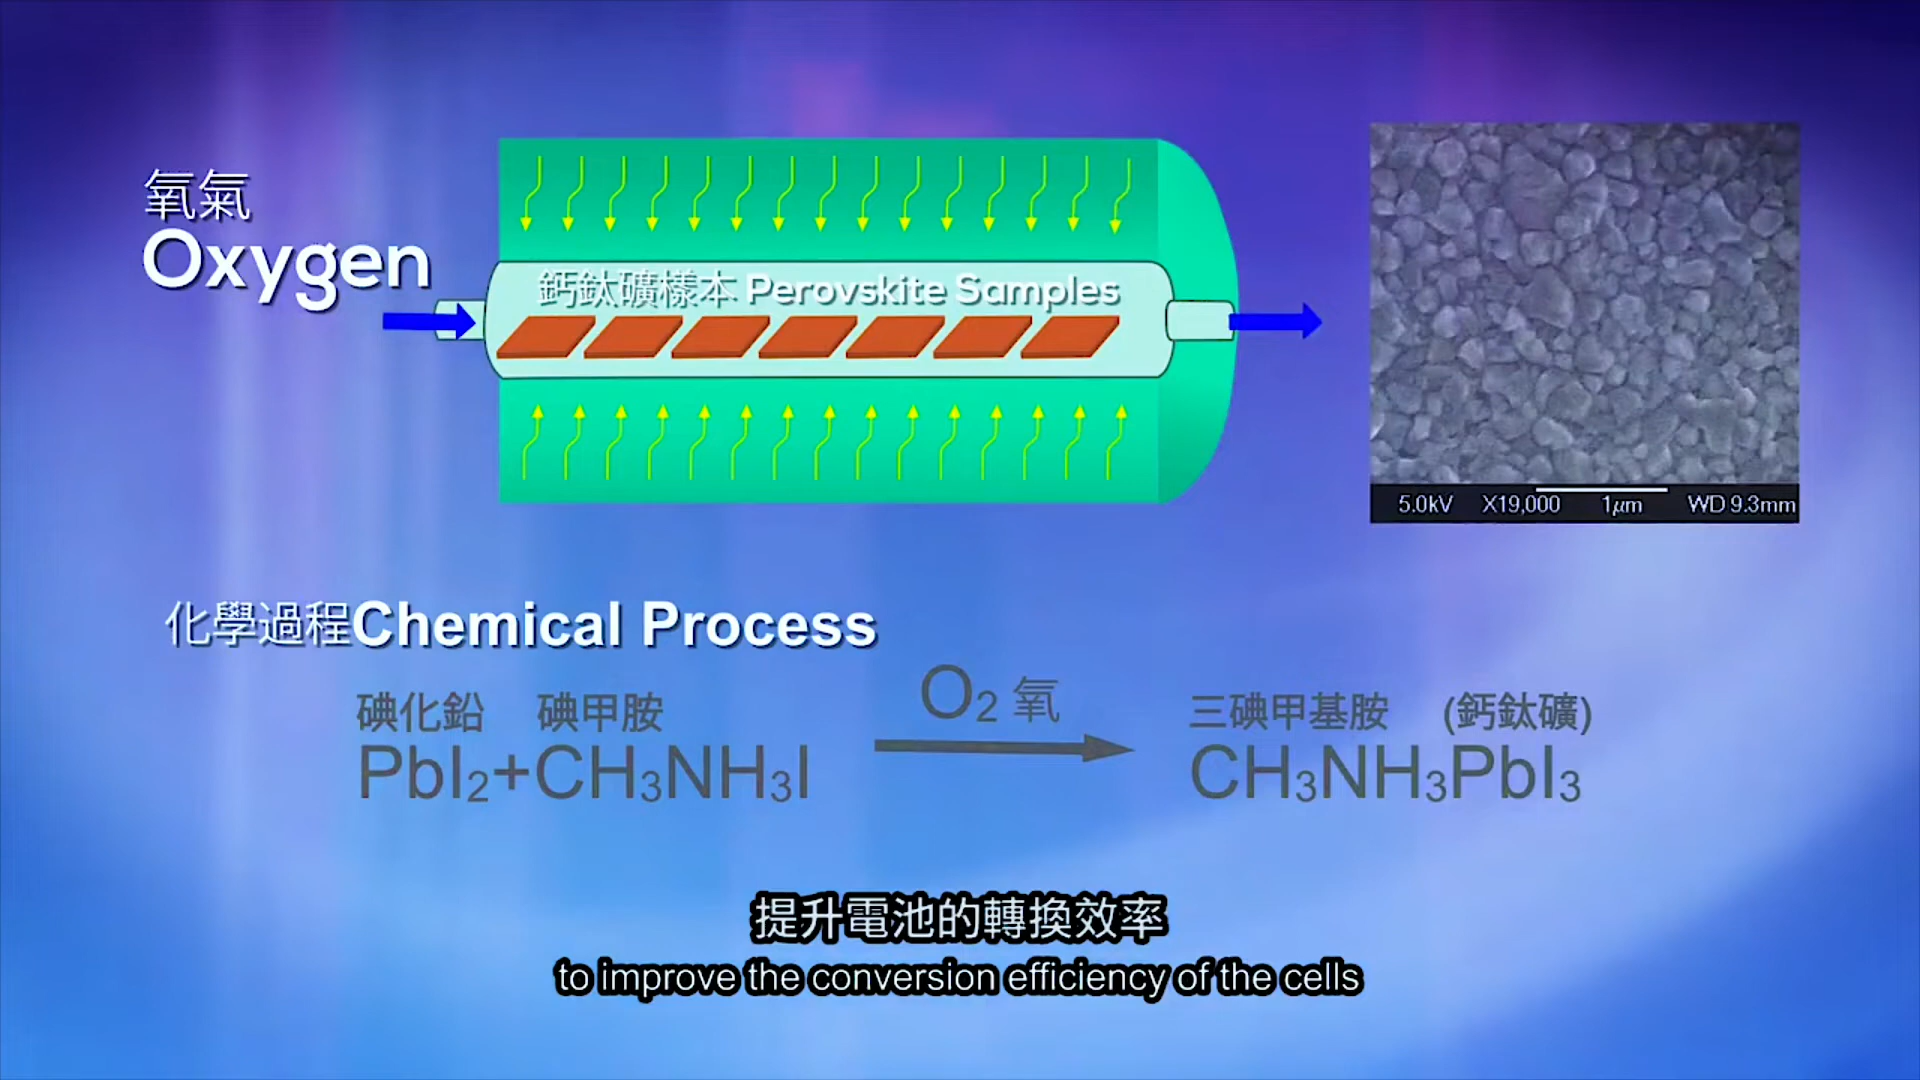 氧氣
Oxygen
鈣鈦礦樣本 Perovskite Samples
5.0kV X19,000 1μm WD 9.3mm
化學過程Chemical Process
碘化鉛 碘甲胺 O₂ 氧 三碘甲基胺 (鈣鈦礦)
PbI₂+CH₃NH₃I CH₃NH₃PbI₃
提升電池的轉換效率
to improve the conversion efficiency of the cells